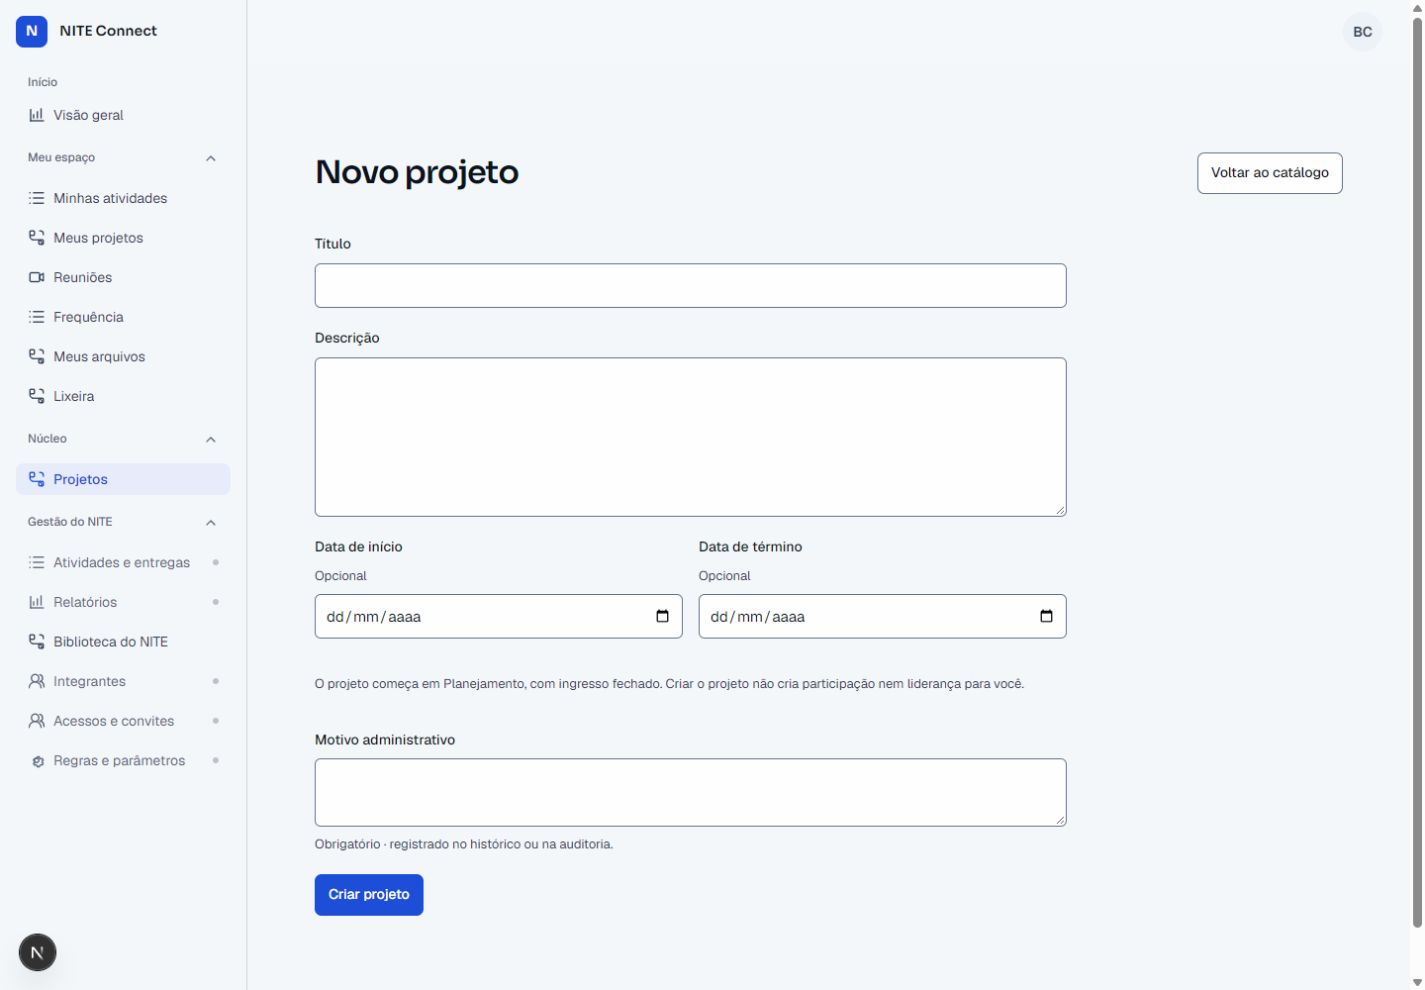 N
NITE Connect
BC
Início
Visão geral
Meu espaço
Minhas atividades
Meus projetos
Reuniões
Frequência
Meus arquivos
Lixeira
Núcleo
Projetos
Gestão do NITE
Atividades e entregas
Relatórios
Biblioteca do NITE
Integrantes
Acessos e convites
Regras e parâmetros
N
Novo projeto
Voltar ao catálogo
Título
Descrição
Data de início
Opcional
dd/mm/aaaa
Data de término
Opcional
dd/mm/aaaa
O projeto começa em Planejamento, com ingresso fechado. Criar o projeto não cria participação nem liderança para você.
Motivo administrativo
Obrigatório · registrado no histórico ou na auditoria.
Criar projeto